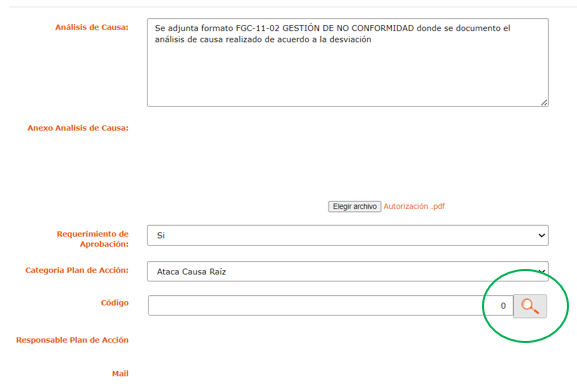 Análisis de Causa:
Se adjunta formato FGC-11-02 GESTIÓN DE NO CONFORMIDAD donde se documento el
análisis de causa realizado de acuerdo a la desviación
Anexo Analisis de Causa:
Elegir archivo Autorización .pdf
Requerimiento de
Aprobación:
Si
Categoria Plan de Acción:
Ataca Causa Raíz
Código
0
Responsable Plan de Acción
Mail